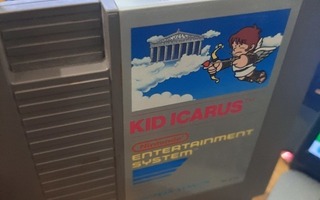 KID ICARUS
Nintendo
ENTERTAINMENT
SYSTEM